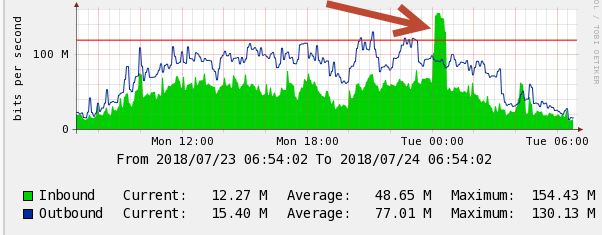 bits per second
100 M
0
Mon 12:00 Mon 18:00 Tue 00:00 Tue 06:00
From 2018/07/23 06:54:02 To 2018/07/24 06:54:02
Inbound Current: 12.27 M Average: 48.65 M Maximum: 154.43 M
Outbound Current: 15.40 M Average: 77.01 M Maximum: 130.13 M
/ TOBI OETIKER